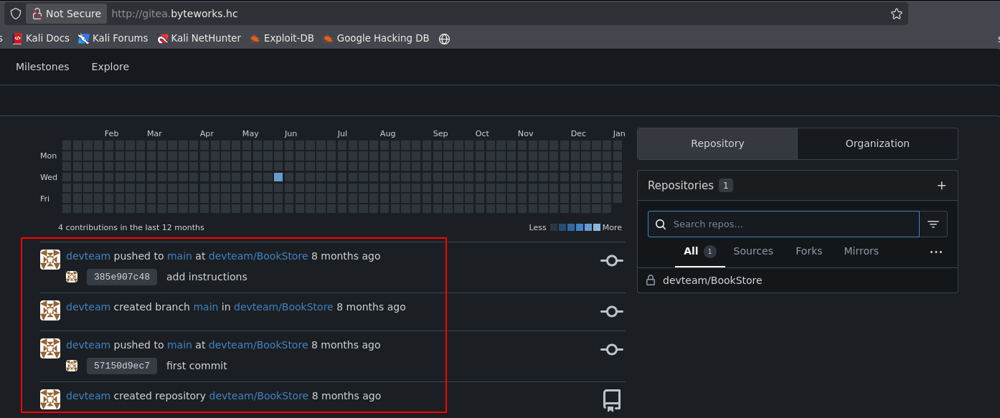 Not Secure http://gitea.byteworks.hc
s Kali Docs Kali Forums Kali NetHunter Exploit-DB Google Hacking DB
Milestones Explore
Feb Mar Apr May Jun Jul Aug Sep Oct Nov Dec Jan
Mon
Wed
Fri
4 contributions in the last 12 months Less More
devteam pushed to main at devteam/BookStore 8 months ago
385e907c48 add instructions
devteam created branch main in devteam/BookStore 8 months ago
devteam pushed to main at devteam/BookStore 8 months ago
57150d9ec7 first commit
devteam created repository devteam/BookStore 8 months ago
Repository Organization
Repositories 1 +
Search repos...
All 1 Sources Forks Mirrors ...
devteam/BookStore